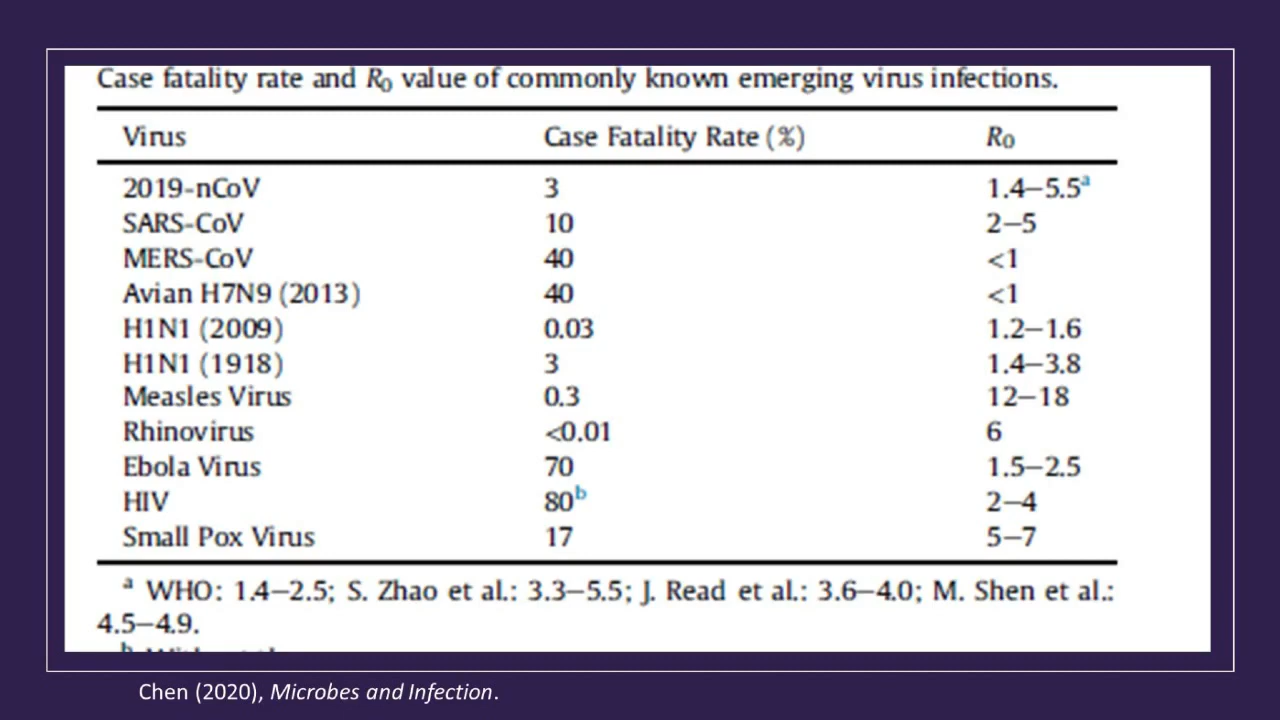 Case fatality rate and R0 value of commonly known emerging virus infections.
Virus Case Fatality Rate (%) R0
2019-nCoV 3 1.4–5.5a
SARS-CoV 10 2–5
MERS-CoV 40 <1
Avian H7N9 (2013) 40 <1
H1N1 (2009) 0.03 1.2–1.6
H1N1 (1918) 3 1.4–3.8
Measles Virus 0.3 12–18
Rhinovirus <0.01 6
Ebola Virus 70 1.5–2.5
HIV 80b 2–4
Small Pox Virus 17 5–7
a WHO: 1.4–2.5; S. Zhao et al.: 3.3–5.5; J. Read et al.: 3.6–4.0; M. Shen et al.:
4.5–4.9.
b
Chen (2020), Microbes and Infection.